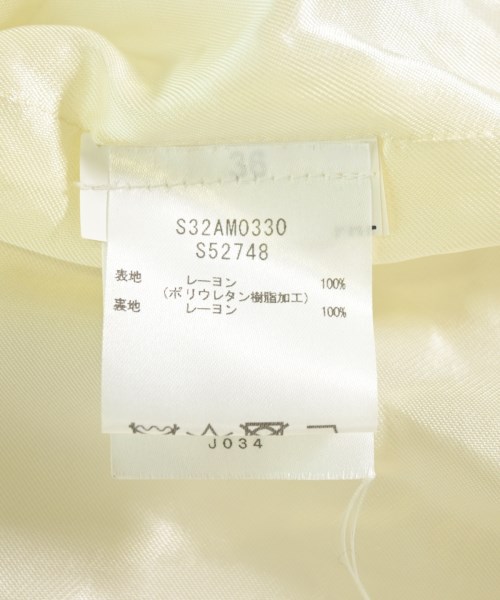 36
S32AM0330
S52748
表地 レーヨン 100%
(ポリウレタン樹脂加工)
裏地 レーヨン 100%
J034